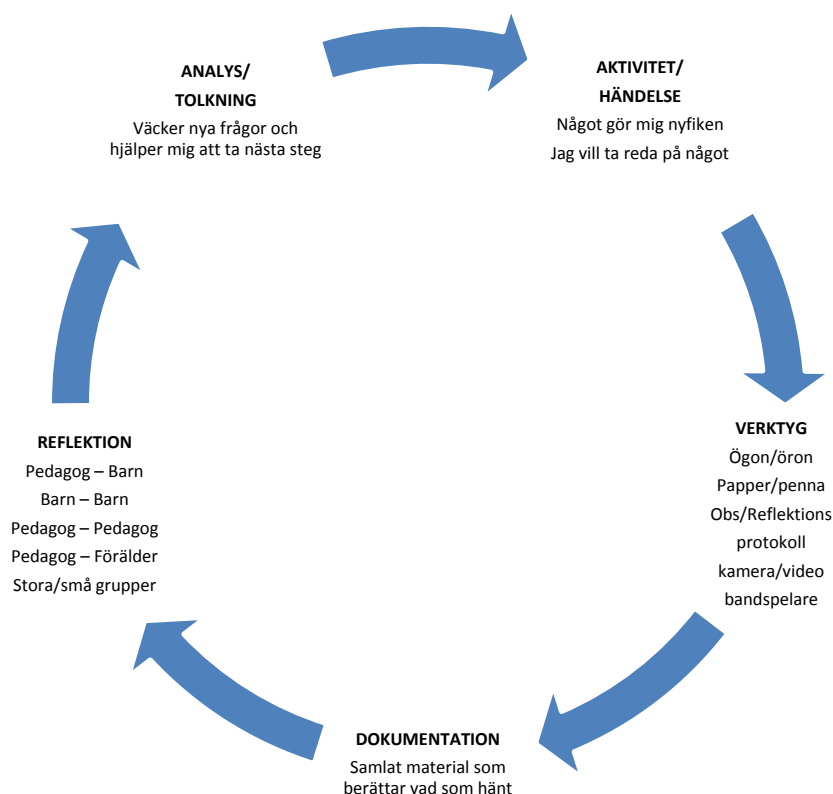 ANALYS/
TOLKNING
Väcker nya frågor och
hjälper mig att ta nästa steg
AKTIVITET/
HÄNDELSE
Något gör mig nyfiken
Jag vill ta reda på något
VERKTYG
Ögon/öron
Papper/penna
Obs/Reflektions
protokoll
kamera/video
bandspelare
DOKUMENTATION
Samlat material som
berättar vad som hänt
REFLEKTION
Pedagog – Barn
Barn – Barn
Pedagog – Pedagog
Pedagog – Förälder
Stora/små grupper